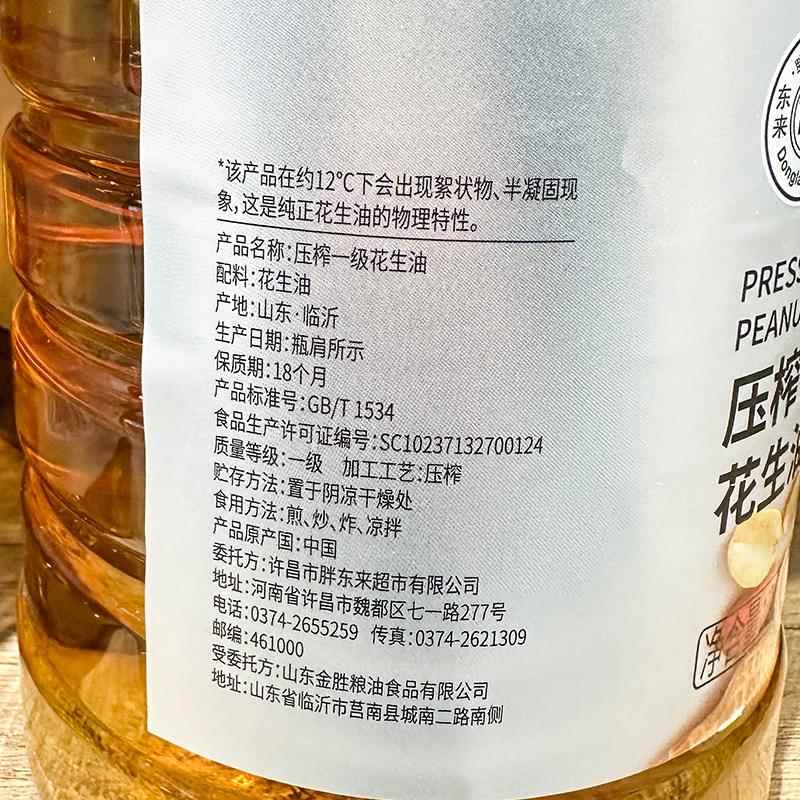 *该产品在约12℃下会出现絮状物、半凝固现
象,这是纯正花生油的物理特性。
产品名称:压榨一级花生油
配料:花生油
产地:山东·临沂
生产日期:瓶肩所示
保质期:18个月
产品标准号:GB/T 1534
食品生产许可证编号:SC10237132700124
质量等级:一级 加工工艺:压榨
贮存方法:置于阴凉干燥处
食用方法:煎、炒、炸、凉拌
产品原产国:中国
委托方:许昌市胖东来超市有限公司
地址:河南省许昌市魏都区七一路277号
电话:0374-2655259 传真:0374-2621309
邮编:461000
受委托方:山东金胜粮油食品有限公司
地址:山东省临沂市莒南县城南二路南侧
东来
PRESS
PEANU
压榨
花生油
净含量